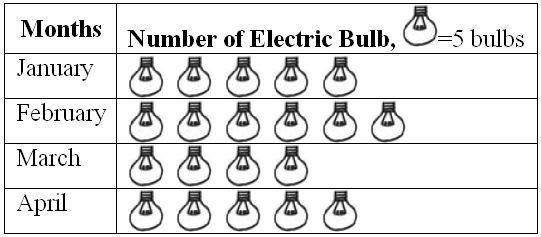 Months
Number of Electric Bulb, =5 bulbs
January
February
March
April